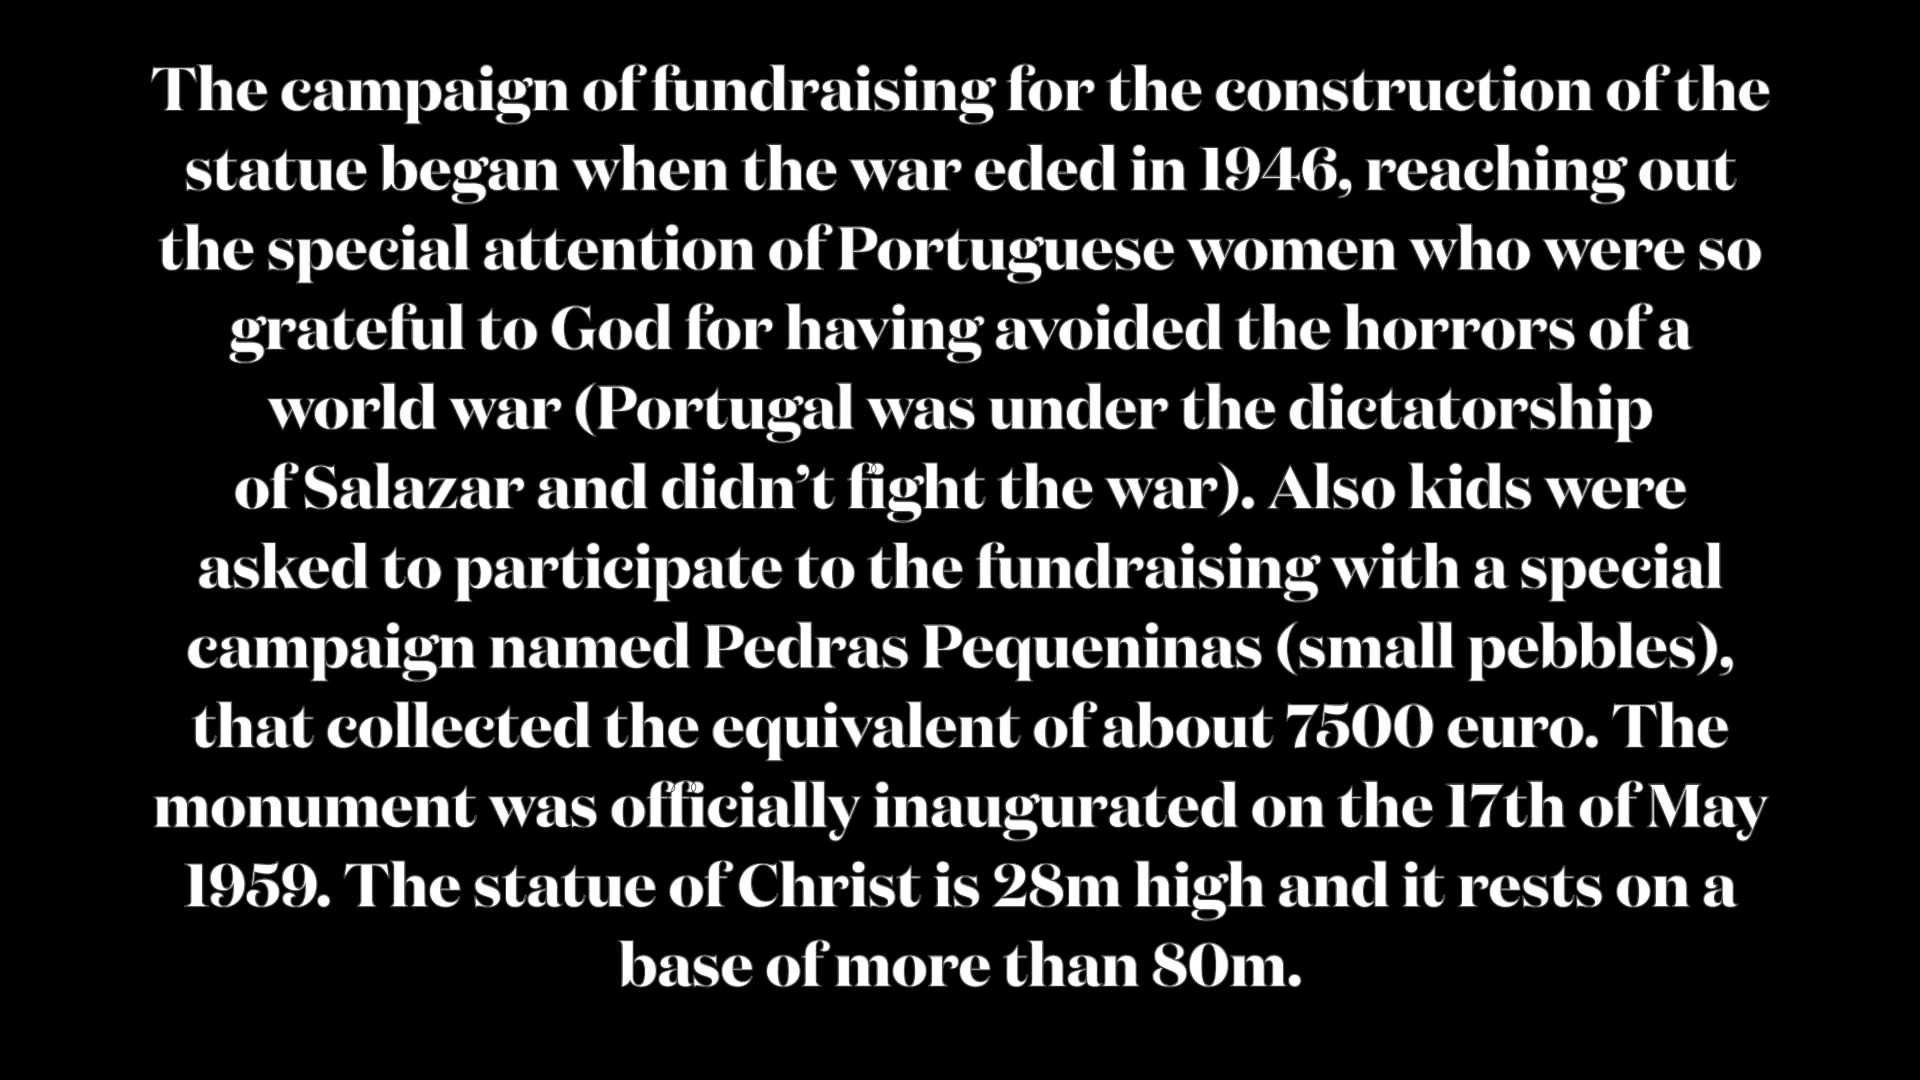 The campaign of fundraising for the construction of the
statue began when the war eded in 1946, reaching out
the special attention of Portuguese women who were so
grateful to God for having avoided the horrors of a
world war (Portugal was under the dictatorship
of Salazar and didn’t fight the war). Also kids were
asked to participate to the fundraising with a special
campaign named Pedras Pequeninas (small pebbles),
that collected the equivalent of about 7500 euro. The
monument was officially inaugurated on the 17th of May
1959. The statue of Christ is 28m high and it rests on a
base of more than 80m.